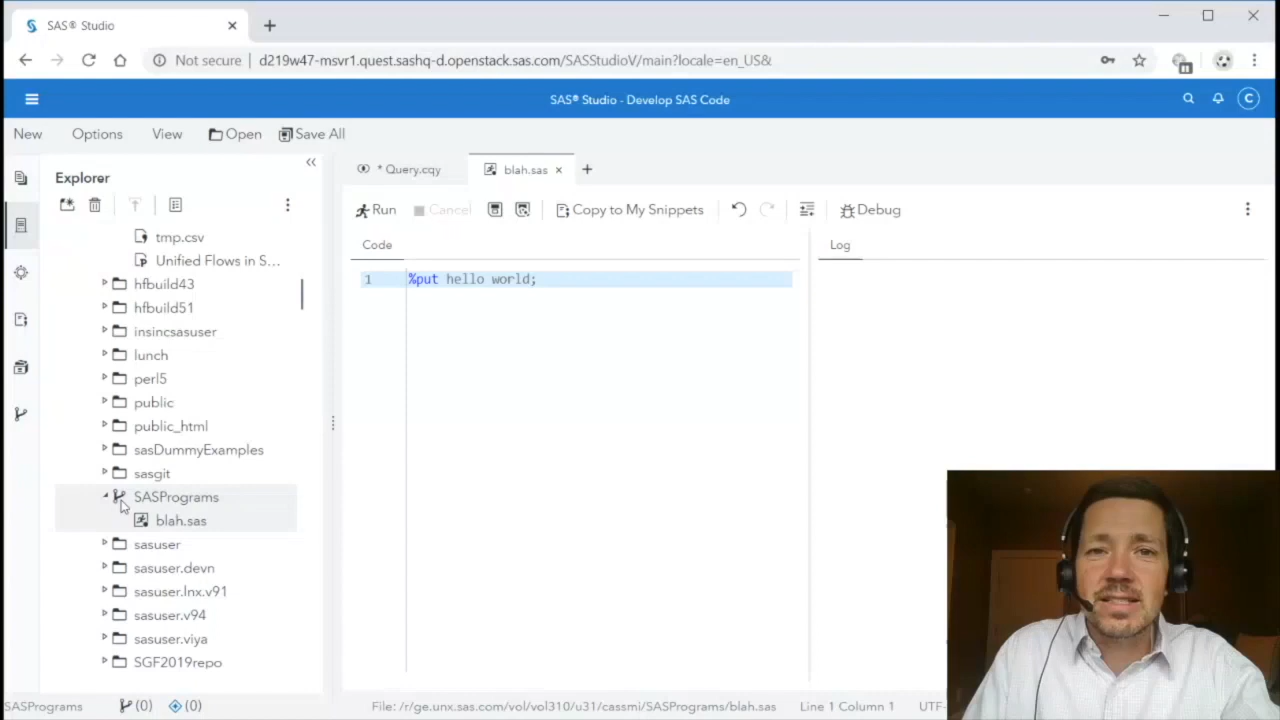 SAS® Studio
Not secure d219w47-msvr1.quest.sashq-d.openstack.sas.com/SASStudioV/main?locale=en_US&
SAS® Studio - Develop SAS Code
C
New Options View Open Save All
Explorer
tmp.csv
Unified Flows in S...
hfbuild43
hfbuild51
insincsasuser
lunch
perl5
public
public_html
sasDummyExamples
sasgit
SASPrograms
blah.sas
sasuser
sasuser.devn
sasuser.lnx.v91
sasuser.v94
sasuser.viya
SGF2019repo
* Query.cqy blah.sas
Run Cancel Copy to My Snippets Debug
Code Log
1 %put hello world;
SASPrograms (0) (0) File: /r/ge.unx.sas.com/vol/vol310/u31/cassmi/SASPrograms/blah.sas Line 1 Column 1 UTF-